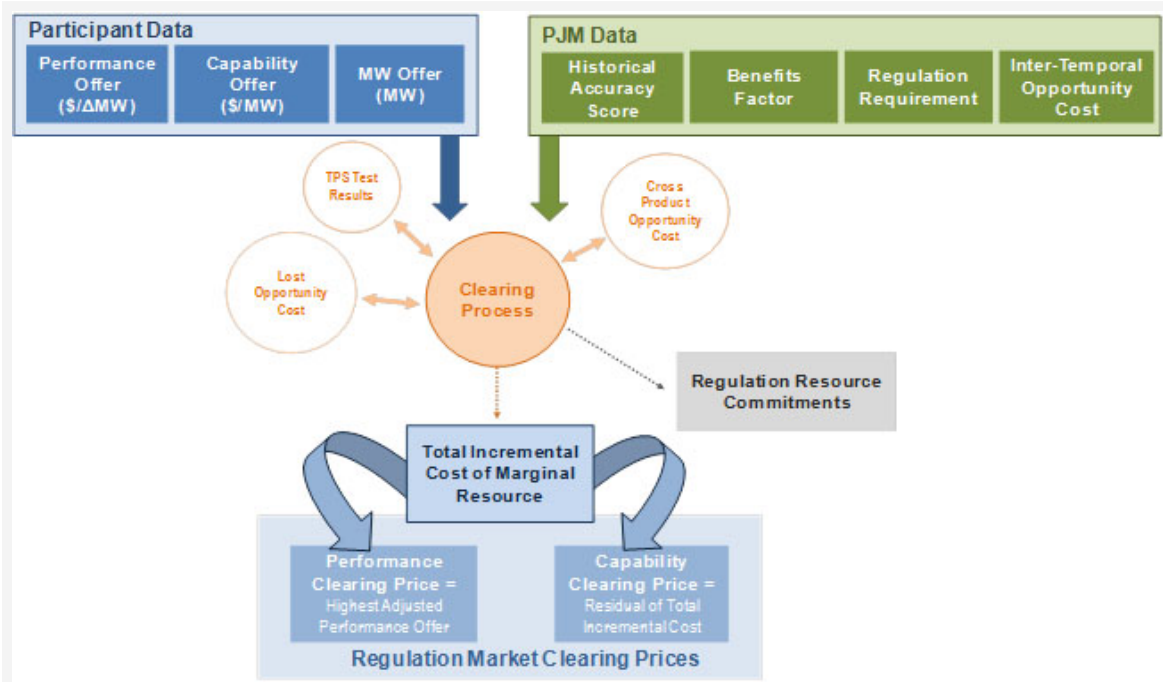 Participant Data
Performance
Offer
($/ΔMW)
Capability
Offer
($/MW)
MW Offer
(MW)
PJM Data
Historical
Accuracy
Score
Benefits
Factor
Regulation
Requirement
Inter-Temporal
Opportunity
Cost
TPS Test
Results
Cross
Product
Opportunity
Cost
Lost
Opportunity
Cost
Clearing
Process
Regulation Resource
Commitments
Total Incremental
Cost of Marginal
Resource
Performance
Clearing Price =
Highest Adjusted
Performance Offer
Capability
Clearing Price =
Residual of Total
Incremental Cost
Regulation Market Clearing Prices